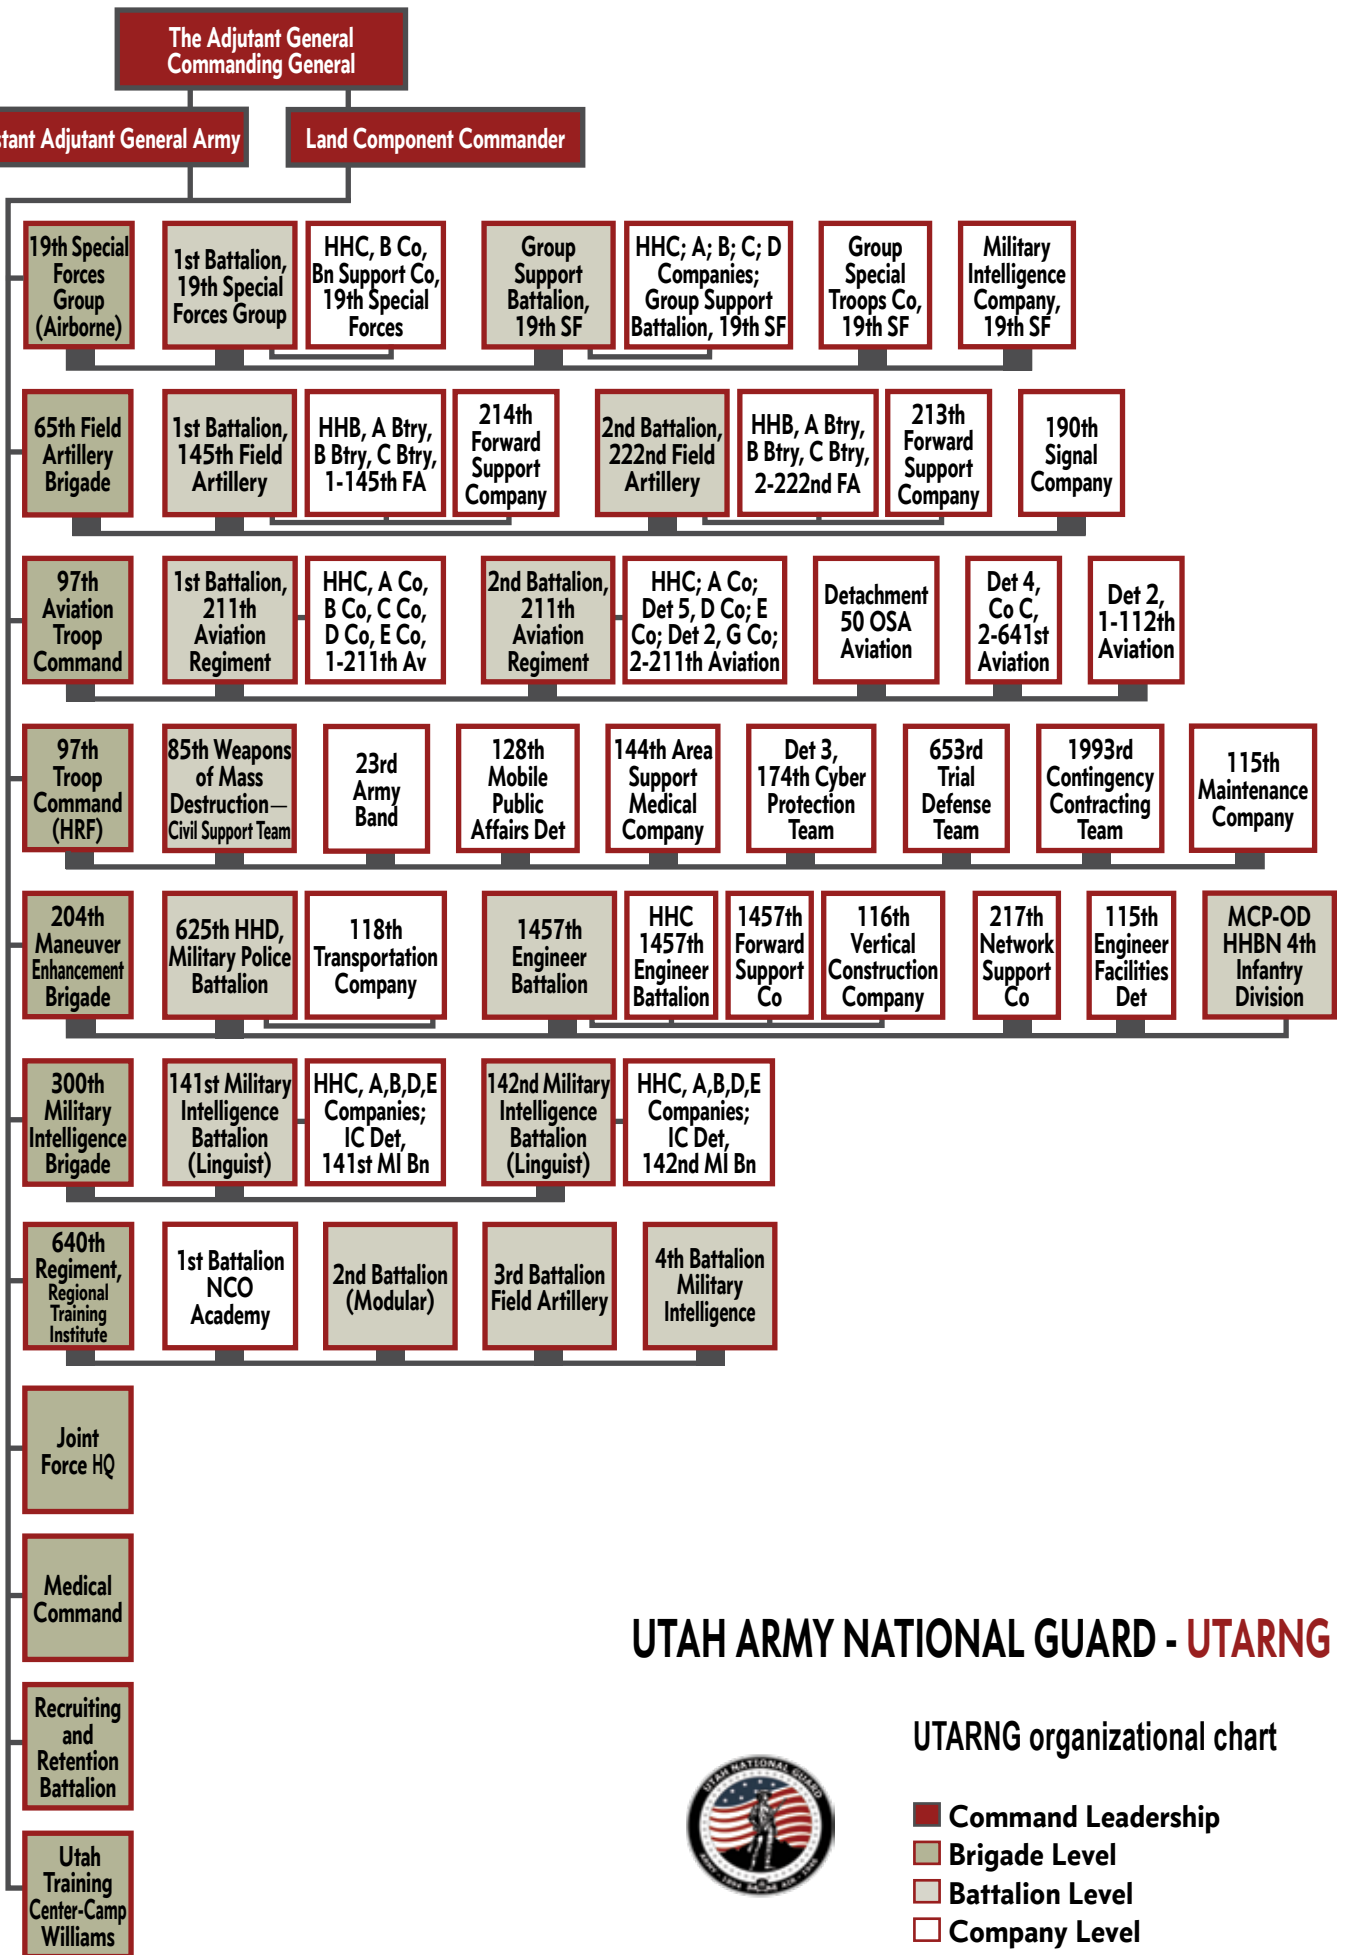 The Adjutant General
Commanding General
stant Adjutant General Army
Land Component Commander
19th Special
Forces
Group
(Airborne)
1st Battalion,
19th Special
Forces Group
HHC, B Co,
Bn Support Co,
19th Special
Forces
Group
Support
Battalion,
19th SF
HHC; A; B; C; D
Companies;
Group Support
Battalion, 19th SF
Group
Special
Troops Co,
19th SF
Military
Intelligence
Company,
19th SF
65th Field
Artillery
Brigade
1st Battalion,
145th Field
Artillery
HHB, A Btry,
B Btry, C Btry,
1-145th FA
214th
Forward
Support
Company
2nd Battalion,
222nd Field
Artillery
HHB, A Btry,
B Btry, C Btry,
2-222nd FA
213th
Forward
Support
Company
190th
Signal
Company
97th
Aviation
Troop
Command
1st Battalion,
211th
Aviation
Regiment
HHC, A Co,
B Co, C Co,
D Co, E Co,
1-211th Av
2nd Battalion,
211th
Aviation
Regiment
HHC; A Co;
Det 5, D Co; E
Co; Det 2, G Co;
2-211th Aviation
Detachment
50 OSA
Aviation
Det 4,
Co C,
2-641st
Aviation
Det 2,
1-112th
Aviation
97th
Troop
Command
(HRF)
85th Weapons
of Mass
Destruction—
Civil Support Team
23rd
Army
Band
128th
Mobile
Public
Affairs Det
144th Area
Support
Medical
Company
Det 3,
174th Cyber
Protection
Team
653rd
Trial
Defense
Team
1993rd
Contingency
Contracting
Team
115th
Maintenance
Company
204th
Maneuver
Enhancement
Brigade
625th HHD,
Military Police
Battalion
118th
Transportation
Company
1457th
Engineer
Battalion
HHC
1457th
Engineer
Battalion
1457th
Forward
Support
Co
116th
Vertical
Construction
Company
217th
Network
Support
Co
115th
Engineer
Facilities
Det
MCP-OD
HHBN 4th
Infantry
Division
300th
Military
Intelligence
Brigade
141st Military
Intelligence
Battalion
(Linguist)
HHC, A,B,D,E
Companies;
IC Det,
141st MI Bn
142nd Military
Intelligence
Battalion
(Linguist)
HHC, A,B,D,E
Companies;
IC Det,
142nd MI Bn
640th
Regiment,
Regional
Training
Institute
1st Battalion
NCO
Academy
2nd Battalion
(Modular)
3rd Battalion
Field Artillery
4th Battalion
Military
Intelligence
Joint
Force HQ
Medical
Command
Recruiting
and
Retention
Battalion
Utah
Training
Center-Camp
Williams
UTAH ARMY NATIONAL GUARD - UTARNG
UTARNG organizational chart
UTAH NATIONAL GUARD
Command Leadership
Brigade Level
Battalion Level
Company Level